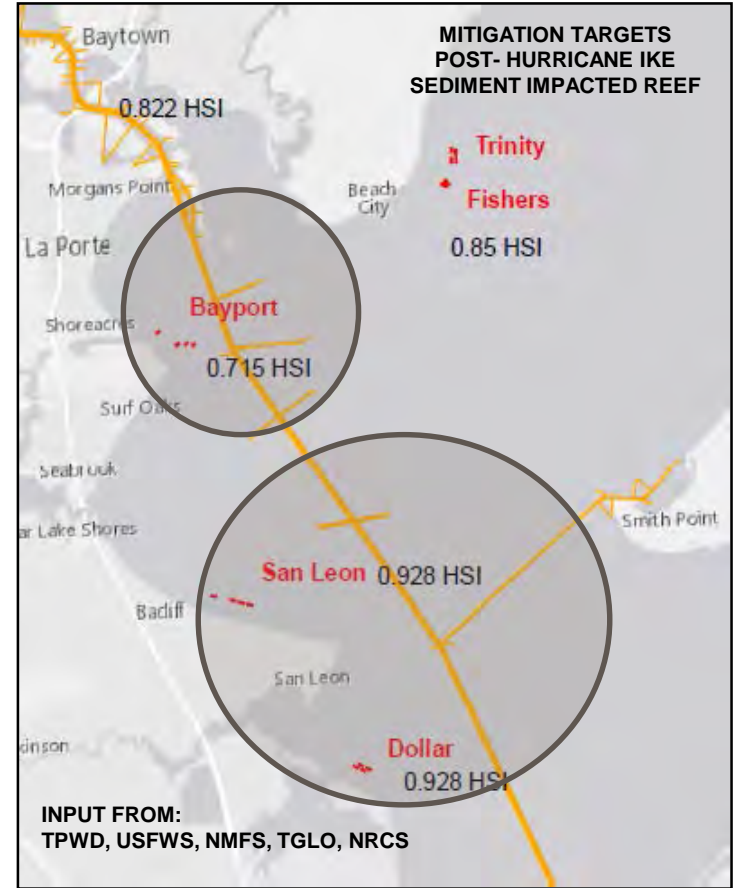 MITIGATION TARGETS
POST- HURRICANE IKE
SEDIMENT IMPACTED REEF
Baytown
0.822 HSI
Trinity
Morgans Point
Beach
City
Fishers
La Porte
0.85 HSI
Bayport
Shoreacres
0.715 HSI
Surf Oaks
Seabrook
ar Lake Shores
Smith Point
San Leon 0.928 HSI
Bacliff
San Leon
kinson
Dollar
0.928 HSI
INPUT FROM:
TPWD, USFWS, NMFS, TGLO, NRCS